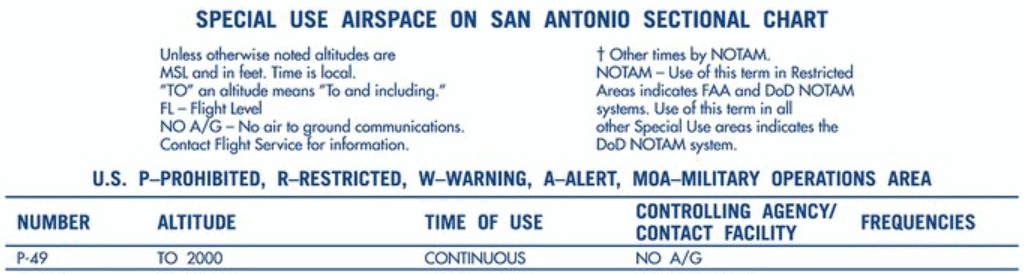 SPECIAL USE AIRSPACE ON SAN ANTONIO SECTIONAL CHART
Unless otherwise noted altitudes are
MSL and in feet. Time is local.
"TO" an altitude means "To and including."
FL – Flight Level
NO A/G – No air to ground communications.
Contact Flight Service for information.
† Other times by NOTAM.
NOTAM – Use of this term in Restricted
Areas indicates FAA and DoD NOTAM
systems. Use of this term in all
other Special Use areas indicates the
DoD NOTAM system.
U.S. P–PROHIBITED, R–RESTRICTED, W–WARNING, A–ALERT, MOA–MILITARY OPERATIONS AREA
NUMBER ALTITUDE TIME OF USE CONTROLLING AGENCY/ CONTACT FACILITY FREQUENCIES
P-49 TO 2000 CONTINUOUS NO A/G